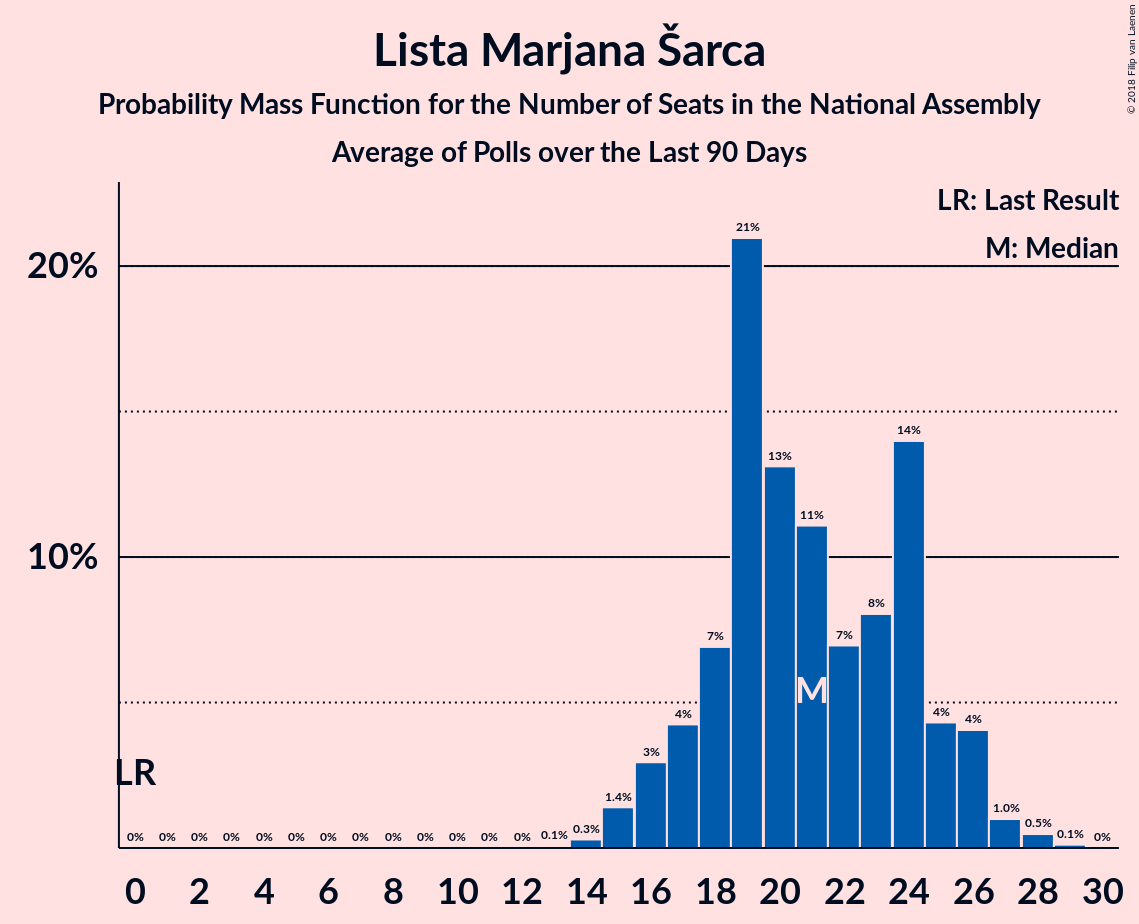 Lista Marjana Šarca
Probability Mass Function for the Number of Seats in the National Assembly
Average of Polls over the Last 90 Days
© 2018 Filip van Laenen
LR: Last Result
M: Median
20%
10%
21%
14%
13%
11%
8%
7%
7%
M
4%
4%
4%
3%
LR
1.4%
1.0%
0.5%
0% 0% 0% 0% 0% 0% 0% 0% 0% 0% 0% 0% 0% 0.1% 0.3% 0.1% 0%
0 2 4 6 8 10 12 14 16 18 20 22 24 26 28 30